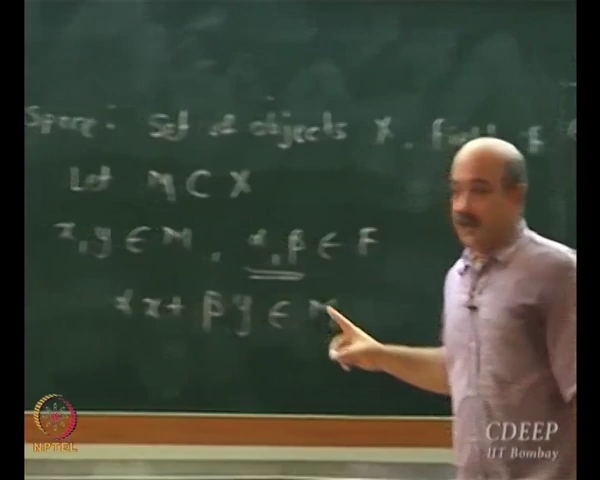 Space: Set of objects X. Field F
Let M ⊂ X
x, y ∈ M, α, β ∈ F
αx + βy ∈ M
NPTEL
CDEEP
IIT Bombay